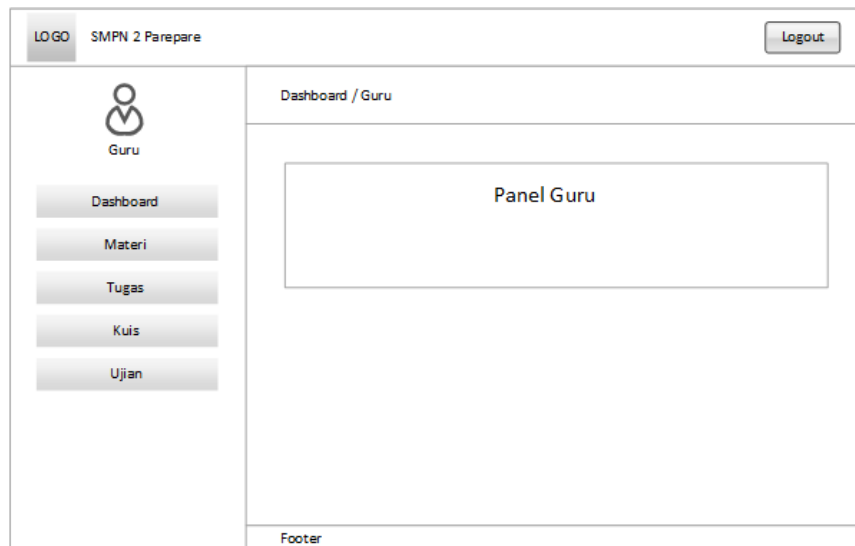 LOGO SMPN 2 Parepare Logout
Guru
Dashboard
Materi
Tugas
Kuis
Ujian
Dashboard / Guru
Panel Guru
Footer